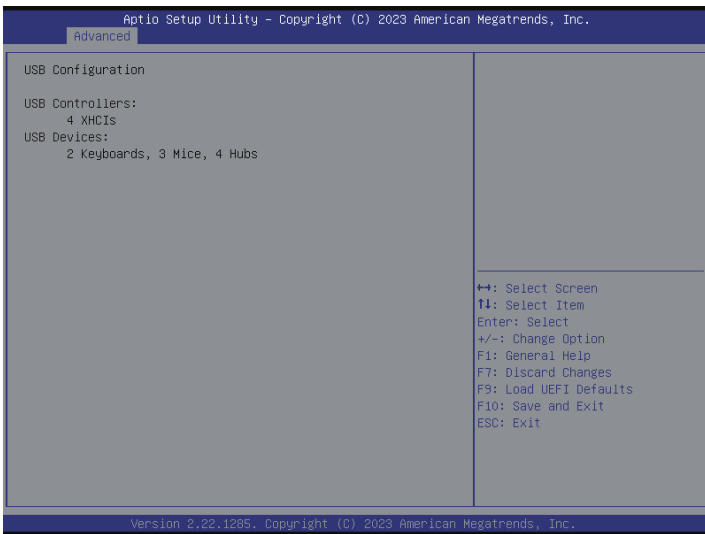 Aptio Setup Utility – Copyright (C) 2023 American Megatrends, Inc.
Advanced
USB Configuration
USB Controllers:
4 XHCIs
USB Devices:
2 Keyboards, 3 Mice, 4 Hubs
↔: Select Screen
↑↓: Select Item
Enter: Select
+/-: Change Option
F1: General Help
F7: Discard Changes
F9: Load UEFI Defaults
F10: Save and Exit
ESC: Exit
Version 2.22.1285. Copyright (C) 2023 American Megatrends, Inc.